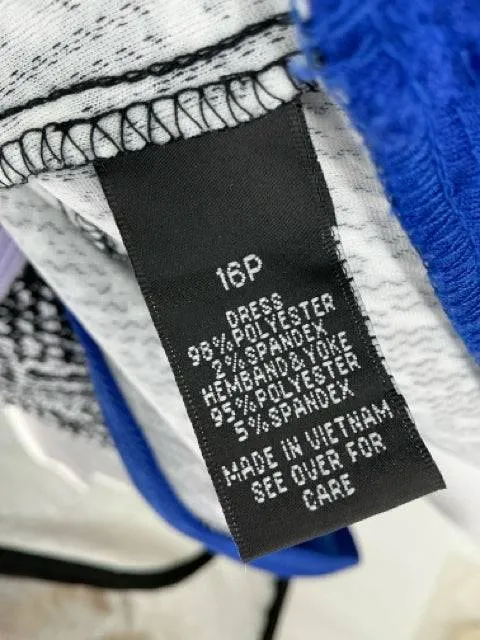 16P
DRESS
98%POLYESTER
2%SPANDEX
HEMBAND&YOKE
95%POLYESTER
5%SPANDEX
MADE IN VIETNAM
SEE OVER FOR
CARE